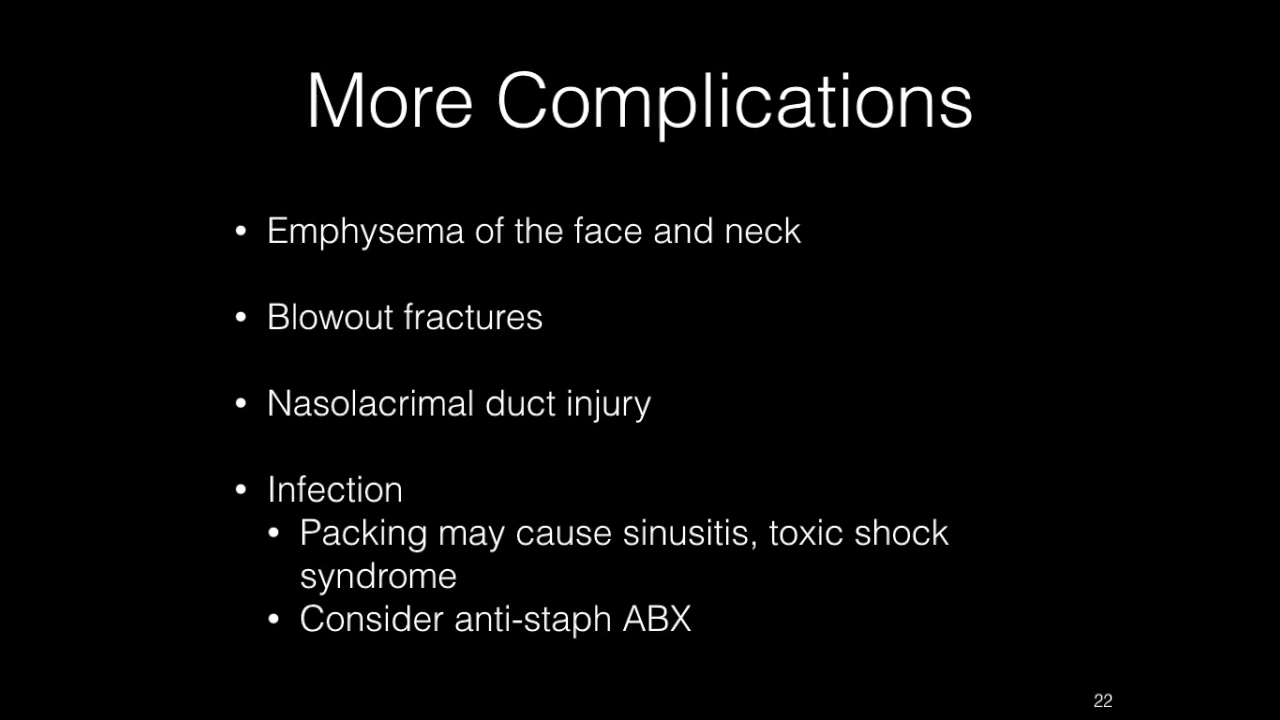 More Complications
• Emphysema of the face and neck
• Blowout fractures
• Nasolacrimal duct injury
• Infection
• Packing may cause sinusitis, toxic shock
syndrome
• Consider anti-staph ABX
22